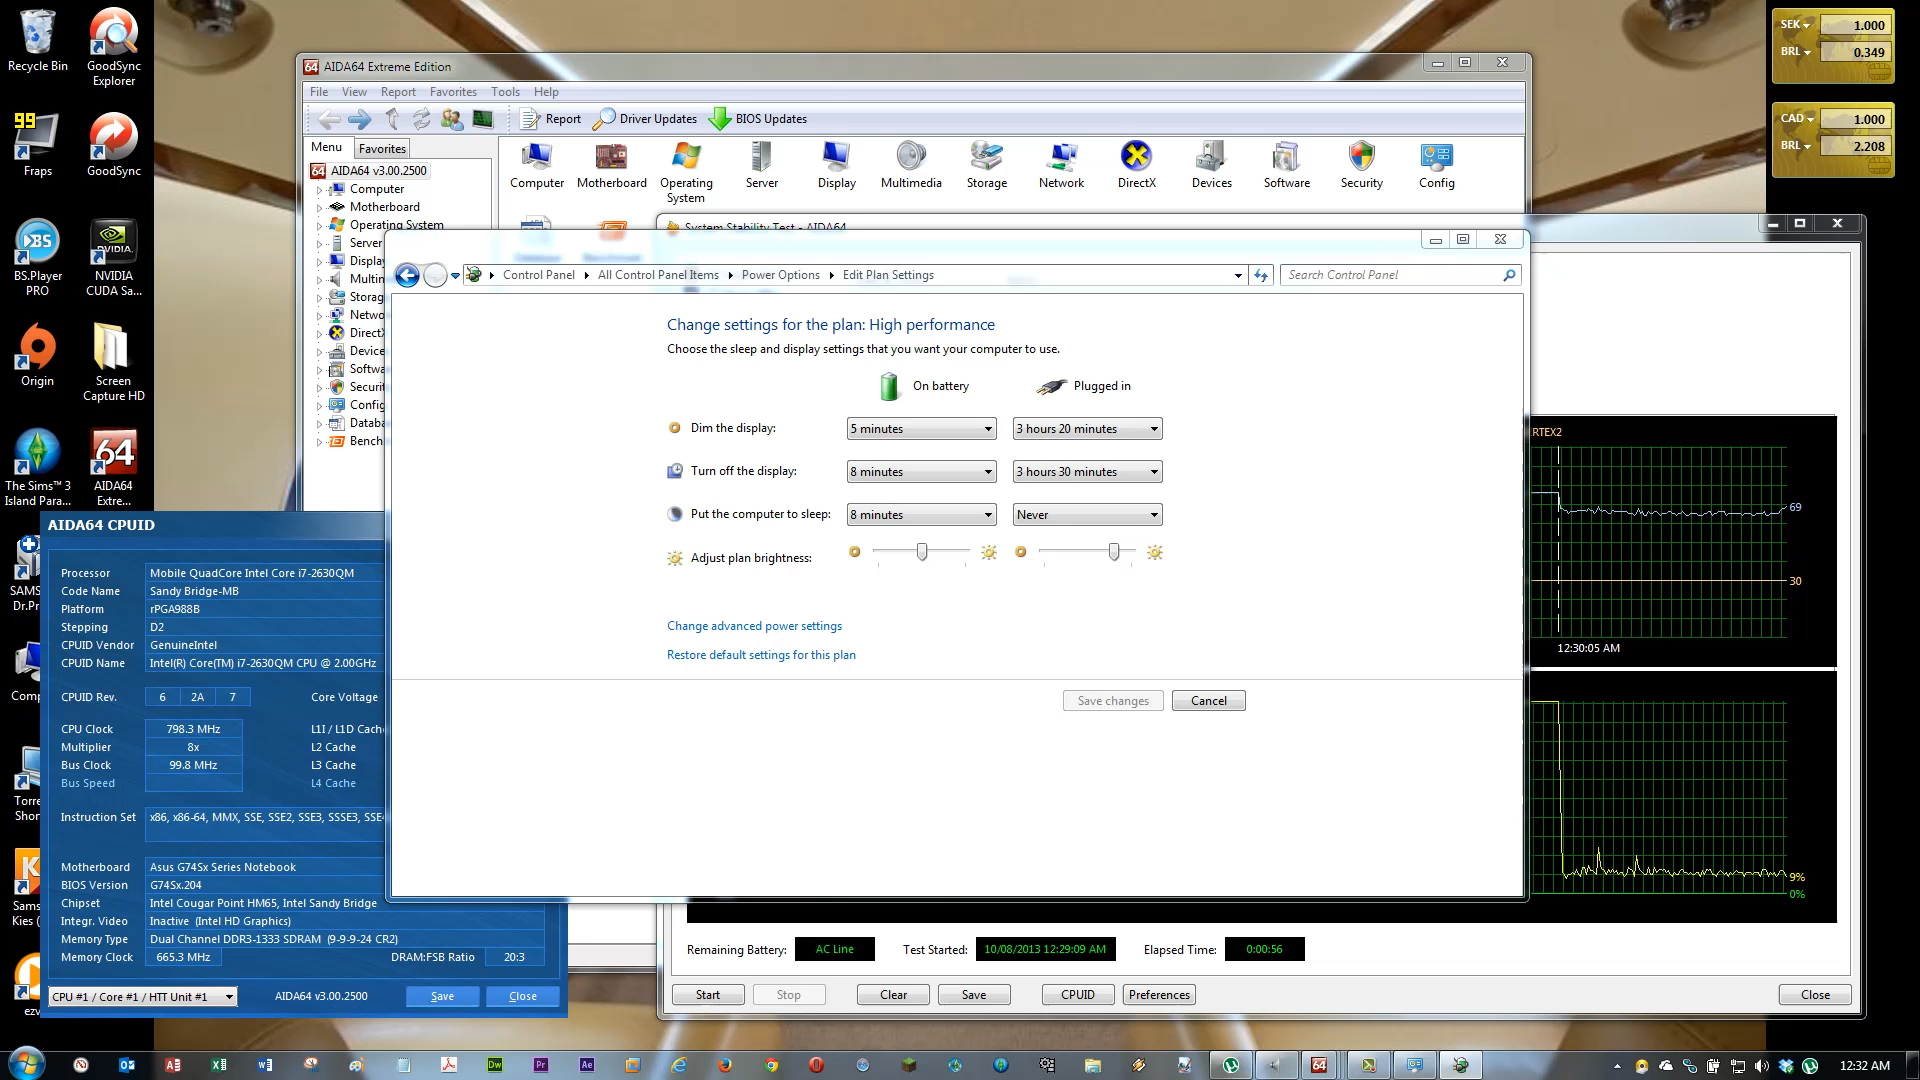 Recycle Bin
GoodSync Explorer
99
Fraps
GoodSync
BS.Player PRO
NVIDIA CUDA Sa...
Origin
Screen Capture HD
The Sims™ 3 Island Para...
AIDA64 Extre...
AIDA64 Extreme Edition
File View Report Favorites Tools Help
Report Driver Updates BIOS Updates
Menu Favorites
AIDA64 v3.00.2500
Computer
Motherboard
Operating System
Server
Display
Computer Motherboard Operating System Server Display Multimedia Storage Network DirectX Devices Software Security Config
System Stability Test - AIDA64
Control Panel All Control Panel Items Power Options Edit Plan Settings
Search Control Panel
Change settings for the plan: High performance
Choose the sleep and display settings that you want your computer to use.
On battery Plugged in
Dim the display: 5 minutes 3 hours 20 minutes
Turn off the display: 8 minutes 3 hours 30 minutes
Put the computer to sleep: 8 minutes Never
Adjust plan brightness:
Change advanced power settings
Restore default settings for this plan
Save changes Cancel
AIDA64 CPUID
Processor Mobile QuadCore Intel Core i7-2630QM
Code Name Sandy Bridge-MB
Platform rPGA988B
Stepping D2
CPUID Vendor GenuineIntel
CPUID Name Intel(R) Core(TM) i7-2630QM CPU @ 2.00GHz
CPUID Rev. 6 2A 7 Core Voltage
CPU Clock 798.3 MHz L1I / L1D Cache
Multiplier 8x L2 Cache
Bus Clock 99.8 MHz L3 Cache
Bus Speed L4 Cache
Instruction Set x86, x86-64, MMX, SSE, SSE2, SSE3, SSSE3, SSE4
Motherboard Asus G74Sx Series Notebook
BIOS Version G74Sx.204
Chipset Intel Cougar Point HM65, Intel Sandy Bridge
Integr. Video Inactive (Intel HD Graphics)
Memory Type Dual Channel DDR3-1333 SDRAM (9-9-9-24 CR2)
Memory Clock 665.3 MHz DRAM:FSB Ratio 20:3
CPU #1 / Core #1 / HTT Unit #1 AIDA64 v3.00.2500 Save Close
SEK 1.000
BRL 0.349
CAD 1.000
BRL 2.208
RTEX2
69
30
12:30:05 AM
9%
0%
Remaining Battery: AC Line Test Started: 10/08/2013 12:29:09 AM Elapsed Time: 0:00:56
Start Stop Clear Save CPUID Preferences Close
12:32 AM